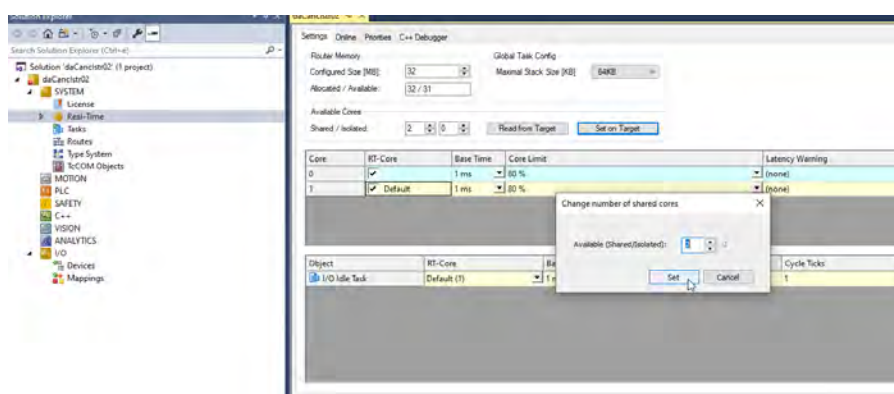 Solution Explorer
Search Solution Explorer (Ctrl+e)
Solution 'daCancIstr02' (1 project)
daCancIstr02
SYSTEM
License
Real-Time
Tasks
Routes
Type System
TcCOM Objects
MOTION
PLC
SAFETY
C++
VISION
ANALYTICS
I/O
Devices
Mappings
daCancIstr02
Settings Online Priorities C++ Debugger
Router Memory
Global Task Config
Configured Size [MB]: 32
Maximal Stack Size [KB] 64KB
Allocated / Available: 32 / 31
Available Cores
Shared / Isolated: 2 0 Read from Target Set on Target
Core RT-Core Base Time Core Limit Latency Warning
0 1 ms 80 % (none)
1 Default 1 ms 80 % (none)
Change number of shared cores
Available (Shared/Isolated): 2
Set Cancel
Object RT-Core Cycle Ticks
I/O Idle Task Default (1) 1